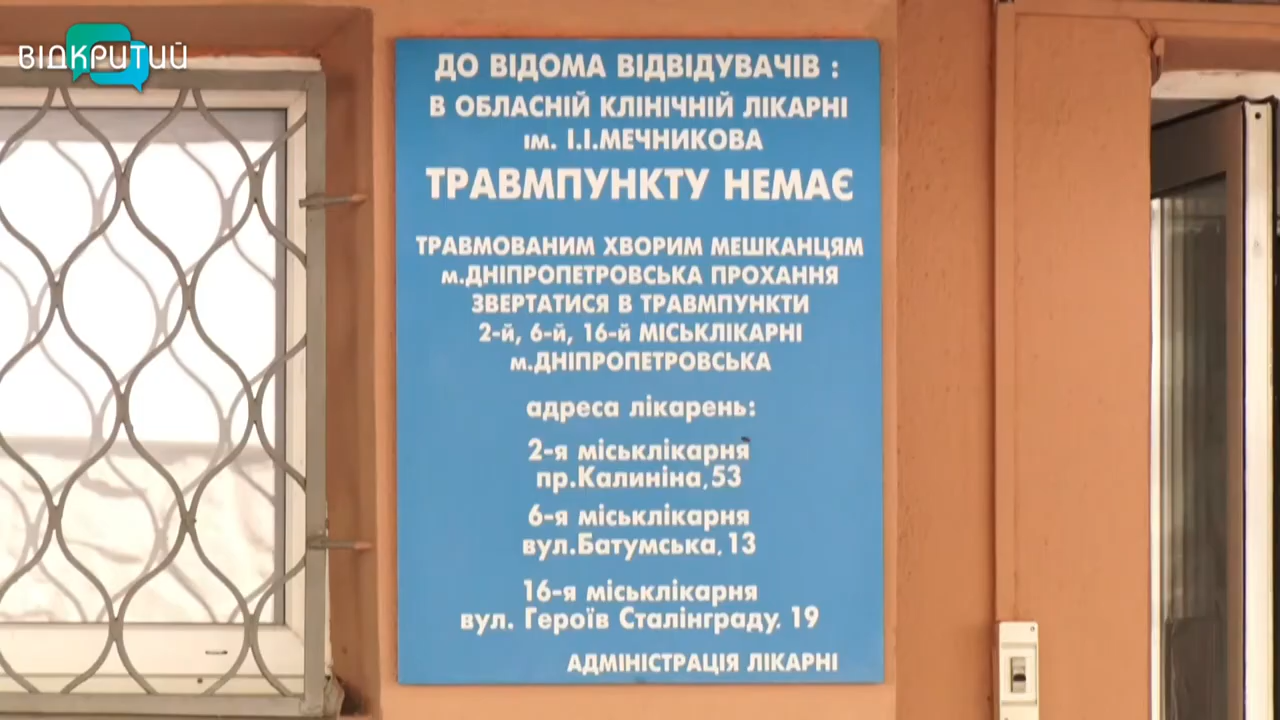 ВІДКРИТИЙ
ДО ВІДОМА ВІДВІДУВАЧІВ :
В ОБЛАСНІЙ КЛІНІЧНІЙ ЛІКАРНІ
ім. І.І.МЕЧНИКОВА
ТРАВМПУНКТУ НЕМАЄ
ТРАВМОВАНИМ ХВОРИМ МЕШКАНЦЯМ
м.ДНІПРОПЕТРОВСЬКА ПРОХАННЯ
ЗВЕРТАТИСЯ В ТРАВМПУНКТИ
2-й, 6-й, 16-й МІСЬКЛІКАРНІ
м.ДНІПРОПЕТРОВСЬКА
адреса лікарень:
2-я міськлікарня
пр.Калиніна,53
6-я міськлікарня
вул.Батумська,13
16-я міськлікарня
вул. Героїв Сталінграду, 19
АДМІНІСТРАЦІЯ ЛІКАРНІ